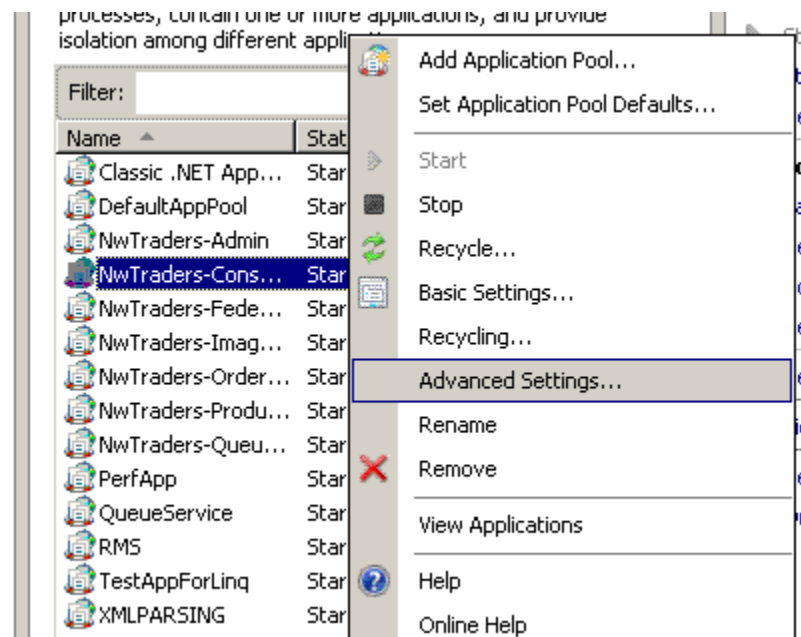 processes, contain one or more applications, and provide
isolation among different appli
Filter:
Name Stat
Classic .NET App... Star
DefaultAppPool Star
NwTraders-Admin Star
NwTraders-Cons... Star
NwTraders-Fede... Star
NwTraders-Imag... Star
NwTraders-Order... Star
NwTraders-Produ... Star
NwTraders-Queu... Star
PerfApp Star
QueueService Star
RMS Star
TestAppForLinq Star
XMLPARSING Star
Add Application Pool...
Set Application Pool Defaults...
Start
Stop
Recycle...
Basic Settings...
Recycling...
Advanced Settings...
Rename
Remove
View Applications
Help
Online Help